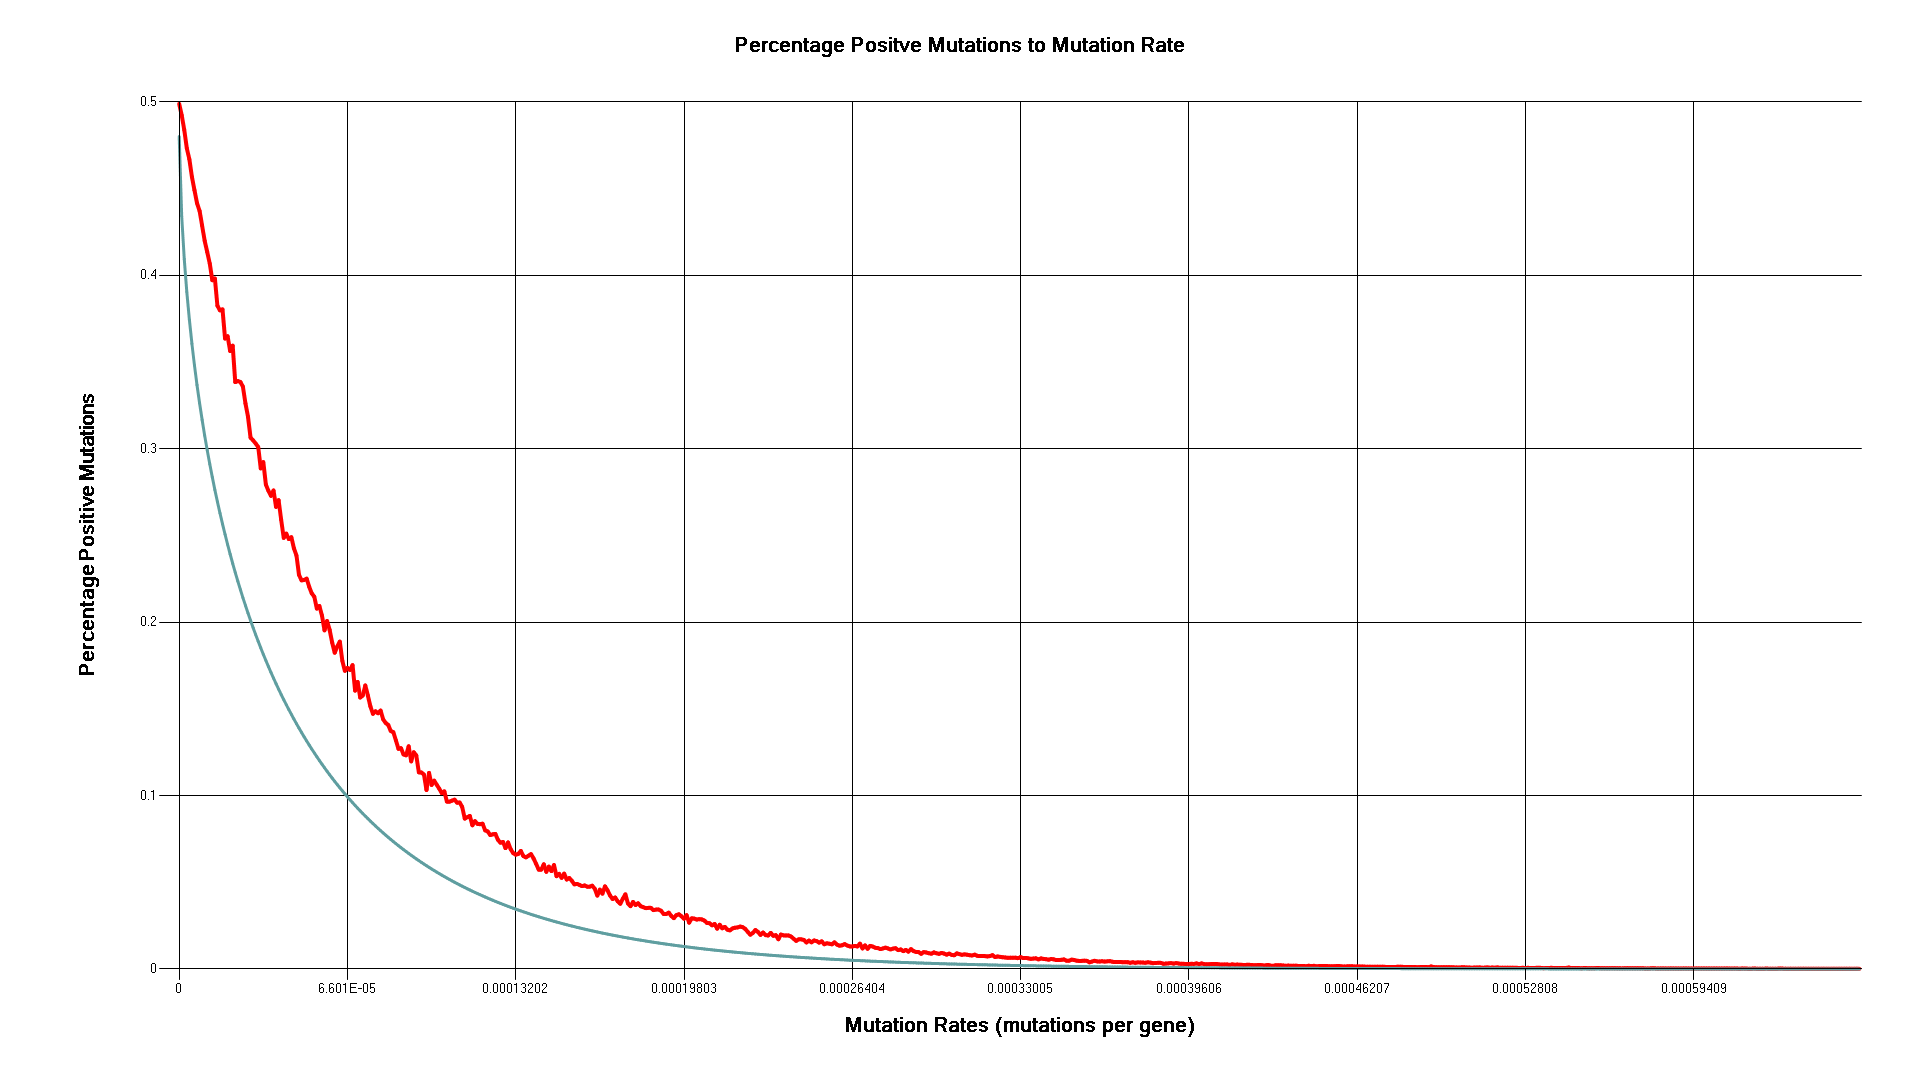 Percentage Positve Mutations to Mutation Rate
0.5
0.4
0.3
0.2
0.1
0
Percentage Positive Mutations
0 6.601E-05 0.00013202 0.00019803 0.00026404 0.00033005 0.00039606 0.00046207 0.00052808 0.00059409
Mutation Rates (mutations per gene)